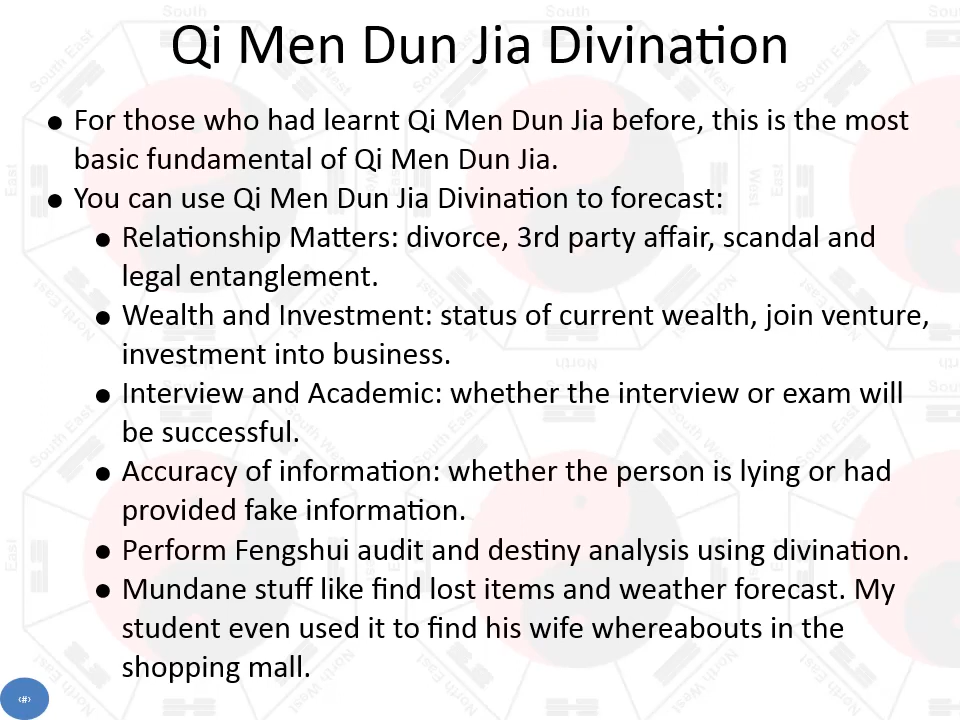 Qi Men Dun Jia Divination
● For those who had learnt Qi Men Dun Jia before, this is the most
basic fundamental of Qi Men Dun Jia.
● You can use Qi Men Dun Jia Divination to forecast:
● Relationship Matters: divorce, 3rd party affair, scandal and
legal entanglement.
● Wealth and Investment: status of current wealth, join venture,
investment into business.
● Interview and Academic: whether the interview or exam will
be successful.
● Accuracy of information: whether the person is lying or had
provided fake information.
● Perform Fengshui audit and destiny analysis using divination.
● Mundane stuff like find lost items and weather forecast. My
student even used it to find his wife whereabouts in the
shopping mall.
‹#›